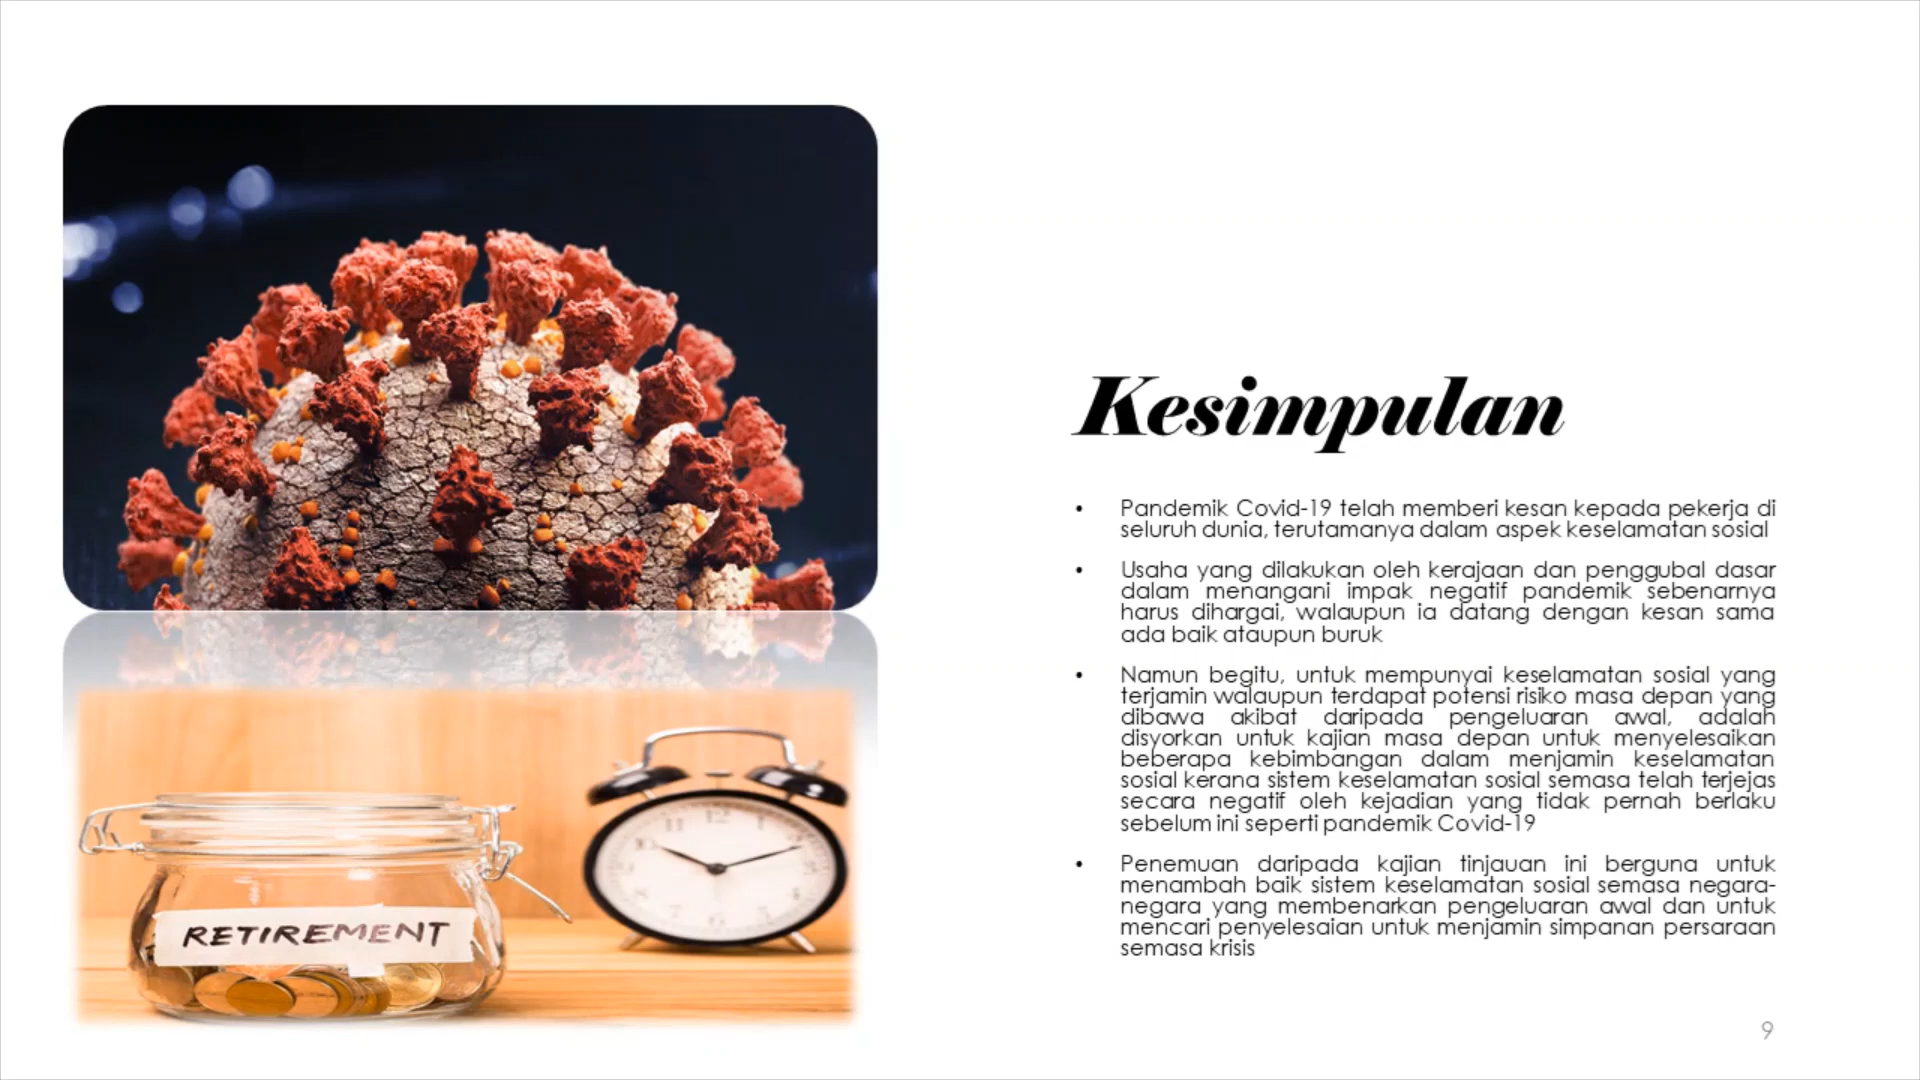 Kesimpulan
• Pandemik Covid-19 telah memberi kesan kepada pekerja di
seluruh dunia, terutamanya dalam aspek keselamatan sosial
• Usaha yang dilakukan oleh kerajaan dan penggubal dasar
dalam menangani impak negatif pandemik sebenarnya
harus dihargai, walaupun ia datang dengan kesan sama
ada baik ataupun buruk
• Namun begitu, untuk mempunyai keselamatan sosial yang
terjamin walaupun terdapat potensi risiko masa depan yang
dibawa akibat daripada pengeluaran awal, adalah
disyorkan untuk kajian masa depan untuk menyelesaikan
beberapa kebimbangan dalam menjamin keselamatan
sosial kerana sistem keselamatan sosial semasa telah terjejas
secara negatif oleh kejadian yang tidak pernah berlaku
sebelum ini seperti pandemik Covid-19
• Penemuan daripada kajian tinjauan ini berguna untuk
menambah baik sistem keselamatan sosial semasa negara-
negara yang membenarkan pengeluaran awal dan untuk
mencari penyelesaian untuk menjamin simpanan persaraan
semasa krisis
RETIREMENT
9